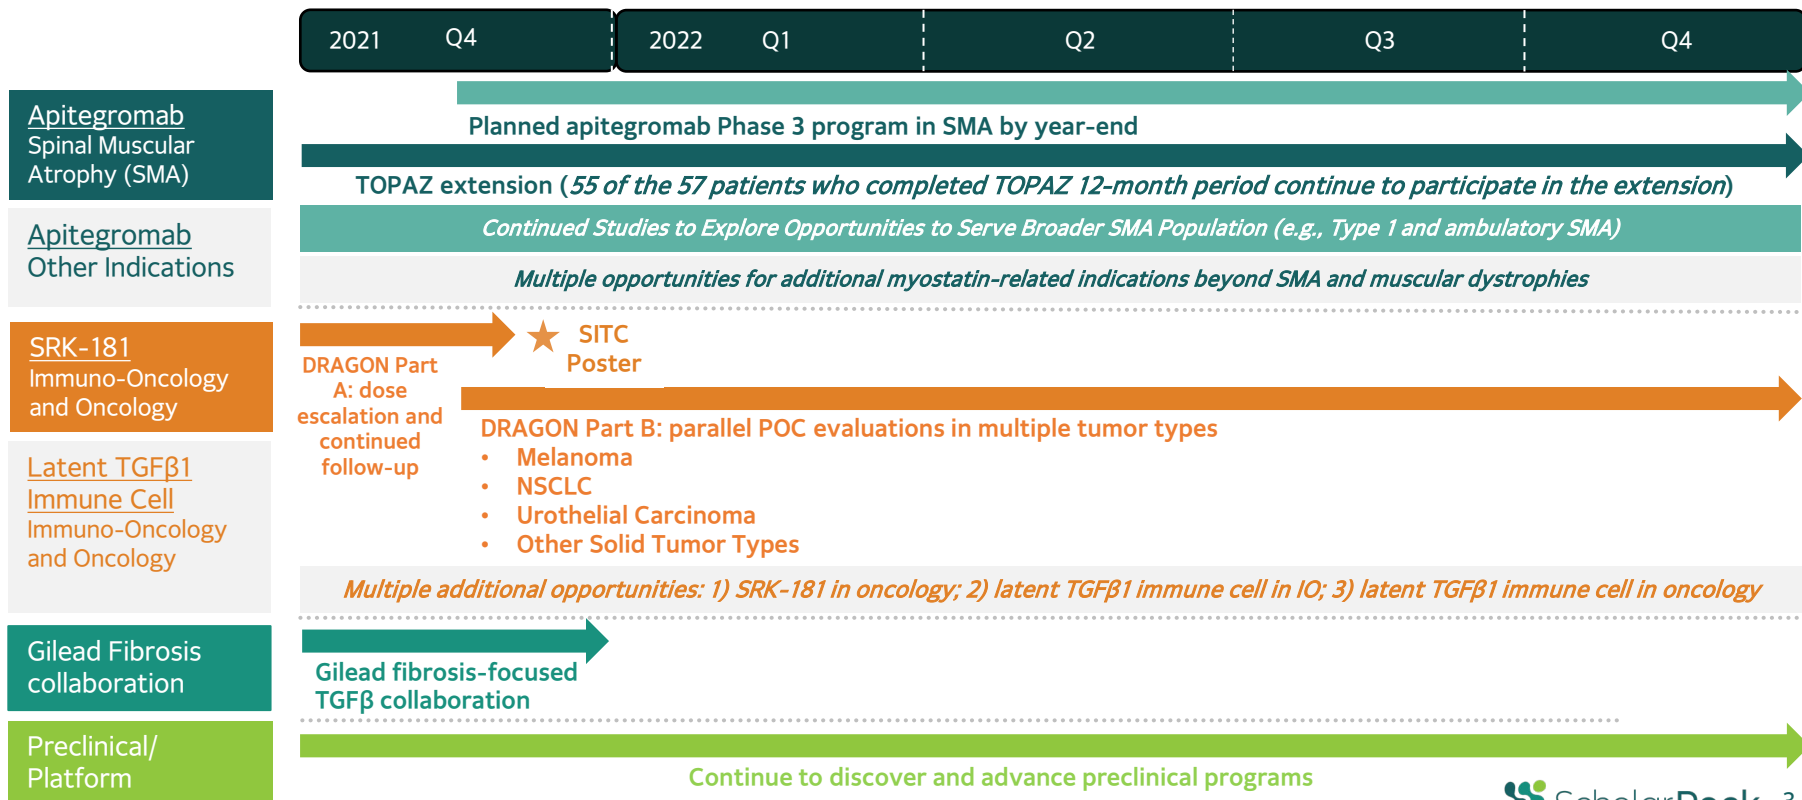 2021 Q4 2022 Q1 Q2 Q3 Q4
Apitegromab
Spinal Muscular
Atrophy (SMA)
Planned apitegromab Phase 3 program in SMA by year-end
TOPAZ extension (55 of the 57 patients who completed TOPAZ 12-month period continue to participate in the extension)
Apitegromab
Other Indications
Continued Studies to Explore Opportunities to Serve Broader SMA Population (e.g., Type 1 and ambulatory SMA)
Multiple opportunities for additional myostatin-related indications beyond SMA and muscular dystrophies
SRK-181
Immuno-Oncology
and Oncology
DRAGON Part
A: dose
escalation and
continued
follow-up
SITC
Poster
DRAGON Part B: parallel POC evaluations in multiple tumor types
• Melanoma
• NSCLC
• Urothelial Carcinoma
• Other Solid Tumor Types
Latent TGFβ1
Immune Cell
Immuno-Oncology
and Oncology
Multiple additional opportunities: 1) SRK-181 in oncology; 2) latent TGFβ1 immune cell in IO; 3) latent TGFβ1 immune cell in oncology
Gilead Fibrosis
collaboration
Gilead fibrosis-focused
TGFβ collaboration
Preclinical/
Platform
Continue to discover and advance preclinical programs
ScholarRock